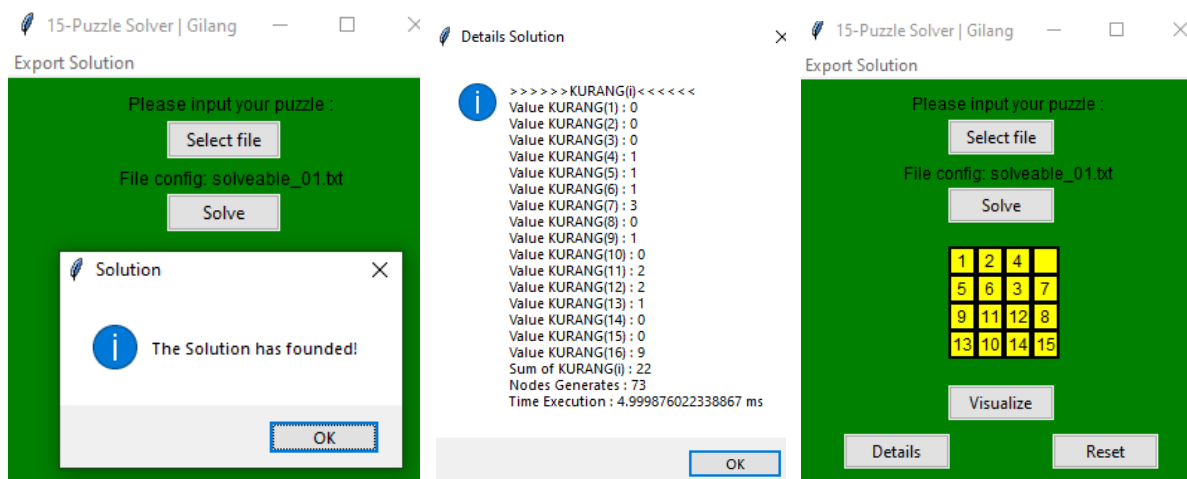 15-Puzzle Solver | Gilang
Export Solution
Please input your puzzle :
Select file
File config: solveable_01.txt
Solve
Solution
The Solution has founded!
OK
Details Solution
>>>>>>KURANG(i)<<<<<<
Value KURANG(1) : 0
Value KURANG(2) : 0
Value KURANG(3) : 0
Value KURANG(4) : 1
Value KURANG(5) : 1
Value KURANG(6) : 1
Value KURANG(7) : 3
Value KURANG(8) : 0
Value KURANG(9) : 1
Value KURANG(10) : 0
Value KURANG(11) : 2
Value KURANG(12) : 2
Value KURANG(13) : 1
Value KURANG(14) : 0
Value KURANG(15) : 0
Value KURANG(16) : 9
Sum of KURANG(i) : 22
Nodes Generates : 73
Time Execution : 4.999876022338867 ms
OK
15-Puzzle Solver | Gilang
Export Solution
Please input your puzzle :
Select file
File config: solveable_01.txt
Solve
1 2 4
5 6 3 7
9 11 12 8
13 10 14 15
Visualize
Details Reset